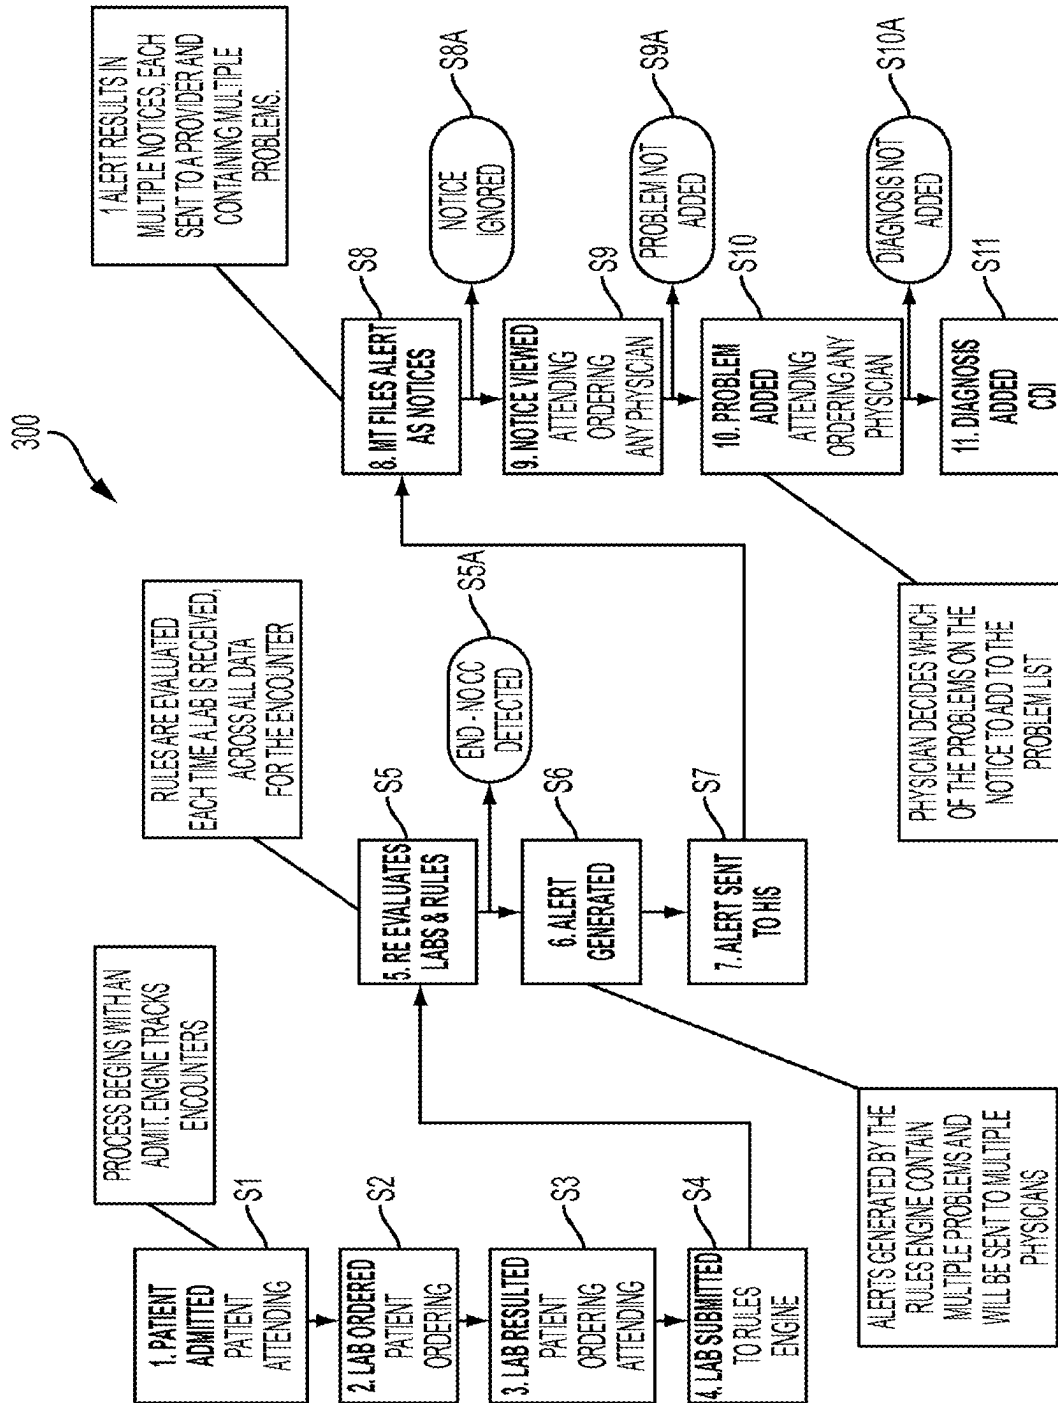 300
PROCESS BEGINS WITH AN
ADMIT. ENGINE TRACKS
ENCOUNTERS
1. PATIENT
ADMITTED
PATIENT
ATTENDING
S1
2. LAB ORDERED
PATIENT
ORDERING
S2
3. LAB RESULTED
PATIENT
ORDERING
ATTENDING
S3
4. LAB SUBMITTED
TO RULES
ENGINE
S4
RULES ARE EVALUATED
EACH TIME A LAB IS RECEIVED,
ACROSS ALL DATA
FOR THE ENCOUNTER
5. RE EVALUATES
LABS & RULES
S5
END - NO CC
DETECTED
S5A
6. ALERT
GENERATED
S6
7. ALERT SENT
TO HIS
S7
ALERTS GENERATED BY THE
RULES ENGINE CONTAIN
MULTIPLE PROBLEMS AND
WILL BE SENT TO MULTIPLE
PHYSICIANS
1 ALERT RESULTS IN
MULTIPLE NOTICES, EACH
SENT TO A PROVIDER AND
CONTAINING MULTIPLE
PROBLEMS.
8. MT FILES ALERT
AS NOTICES
S8
NOTICE
IGNORED
S8A
9. NOTICE VIEWED
ATTENDING
ORDERING
ANY PHYSICIAN
S9
PROBLEM NOT
ADDED
S9A
10. PROBLEM
ADDED
ATTENDING
ORDERING ANY
PHYSICIAN
S10
DIAGNOSIS NOT
ADDED
S10A
11. DIAGNOSIS
ADDED
CDI
S11
PHYSICIAN DECIDES WHICH
OF THE PROBLEMS ON THE
NOTICE TO ADD TO THE
PROBLEM LIST